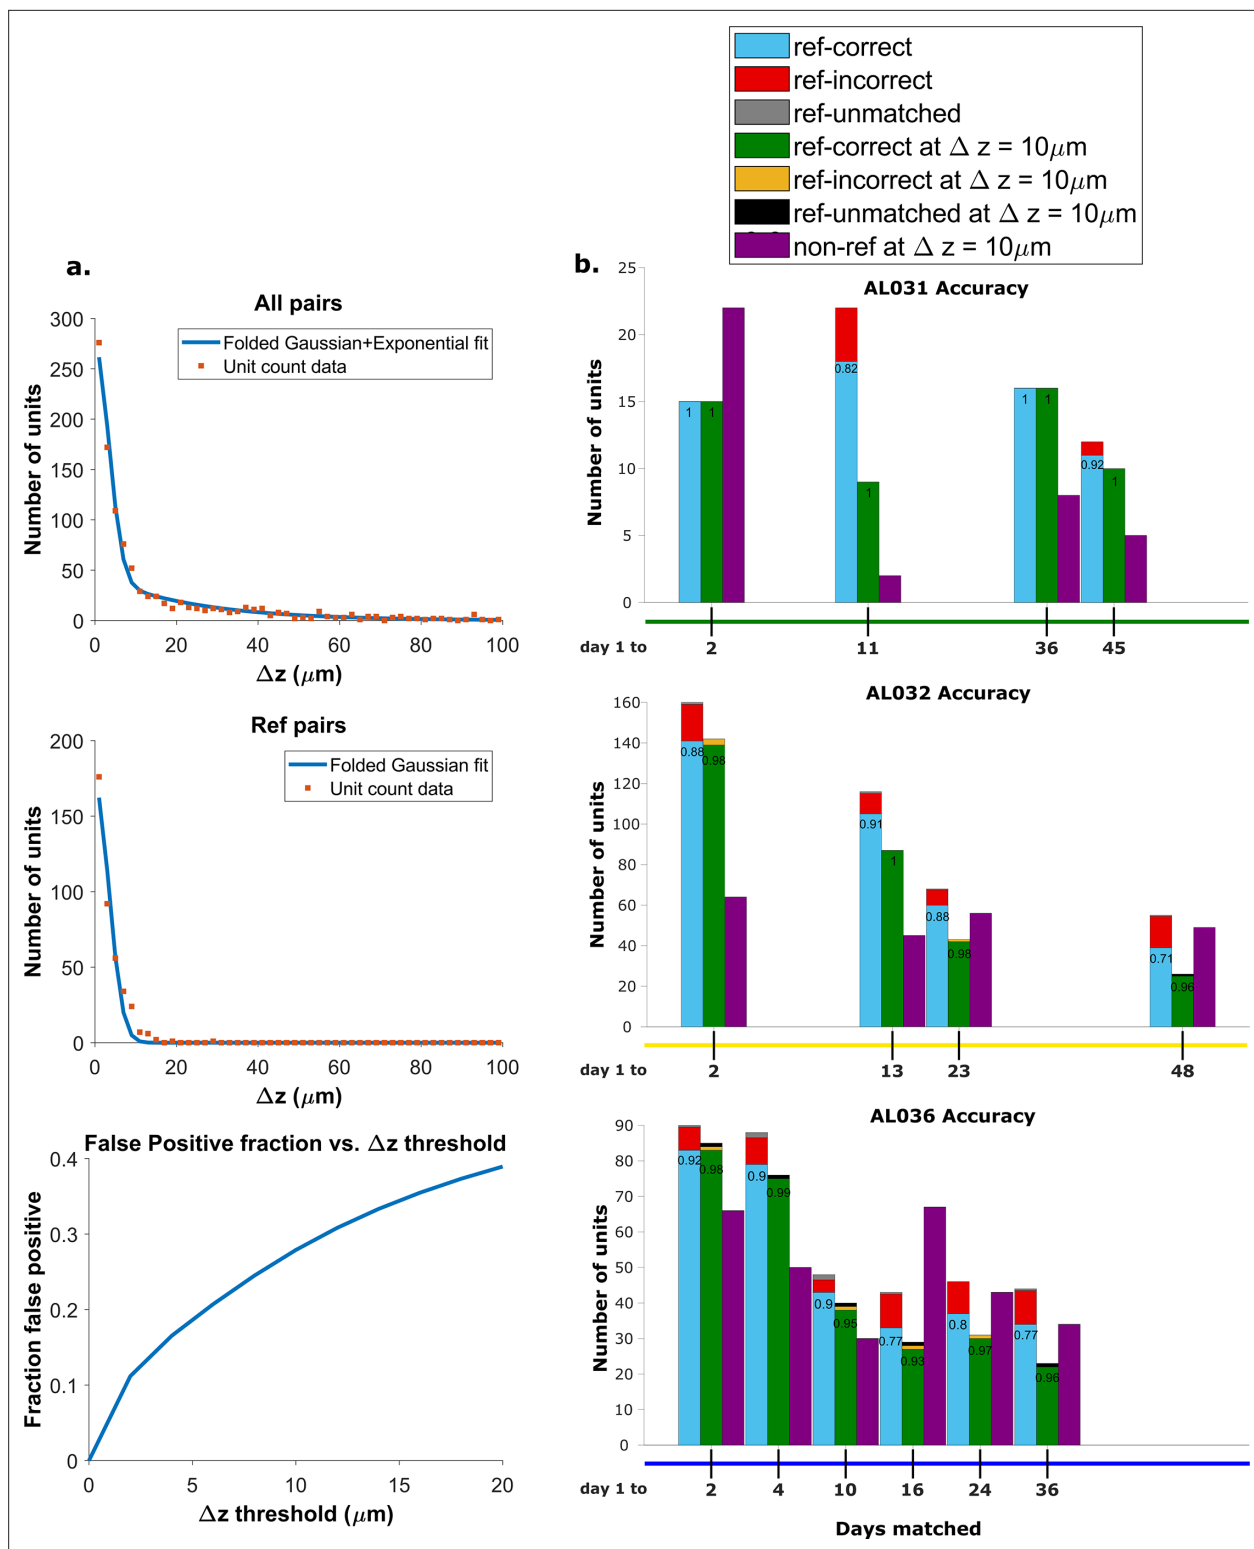 ref-correct
ref-incorrect
ref-unmatched
ref-correct at Δ z = 10μm
ref-incorrect at Δ z = 10μm
ref-unmatched at Δ z = 10μm
non-ref at Δ z = 10μm
a.
All pairs
Folded Gaussian+Exponential fit
Unit count data
Number of units
300
250
200
150
100
50
0
0 20 40 60 80 100
Δz (μm)
Ref pairs
Folded Gaussian fit
Unit count data
Number of units
200
150
100
50
0
0 20 40 60 80 100
Δz (μm)
False Positive fraction vs. Δz threshold
Fraction false positive
0.4
0.3
0.2
0.1
0
0 5 10 15 20
Δz threshold (μm)
b.
AL031 Accuracy
Number of units
25
20
15
10
5
0
1 1 0.82 1 1 1 0.92 1
day 1 to 2 11 36 45
AL032 Accuracy
Number of units
160
140
120
100
80
60
40
20
0
0.88 0.98 0.91 1 0.88 0.98 0.71 0.96
day 1 to 2 13 23 48
AL036 Accuracy
Number of units
90
80
70
60
50
40
30
20
10
0
0.92 0.98 0.9 0.99 0.9 0.95 0.77 0.93 0.8 0.97 0.77 0.96
day 1 to 2 4 10 16 24 36
Days matched